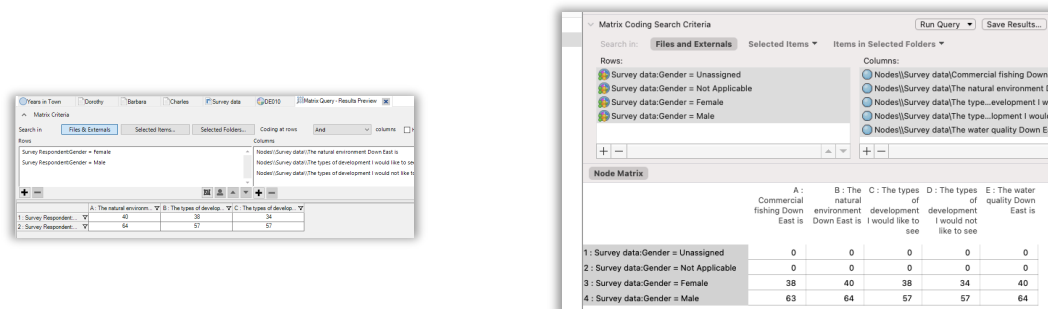 Years in Town Dorothy Barbara Charles Survey data DE010 Matrix Query - Results Preview
Matrix Criteria
Search in Files & Externals Selected Items... Selected Folders... Coding at rows And columns
Rows Columns
Survey Respondent:Gender = Female
Survey Respondent:Gender = Male
Nodes\\Survey data\\The natural environment Down East is
Nodes\\Survey data\\The types of development I would like to see
Nodes\\Survey data\\The types of development I would not like to
A : The natural environm... B : The types of develop... C : The types of develop...
1 : Survey Respondent:... 40 38 34
2 : Survey Respondent:... 64 57 57
Matrix Coding Search Criteria Run Query Save Results...
Search in: Files and Externals Selected Items Items in Selected Folders
Rows: Columns:
Survey data:Gender = Unassigned
Survey data:Gender = Not Applicable
Survey data:Gender = Female
Survey data:Gender = Male
Nodes\\Survey data\Commercial fishing Down
Nodes\\Survey data\The natural environment D
Nodes\\Survey data\The type...evelopment I w
Nodes\\Survey data\The type...lopment I woul
Nodes\\Survey data\The water quality Down E
Node Matrix
A : Commercial fishing Down East is
B : The natural environment Down East is
C : The types of development I would like to see
D : The types of development I would not like to see
E : The water quality Down East is
1 : Survey data:Gender = Unassigned 0 0 0 0 0
2 : Survey data:Gender = Not Applicable 0 0 0 0 0
3 : Survey data:Gender = Female 38 40 38 34 40
4 : Survey data:Gender = Male 63 64 57 57 64